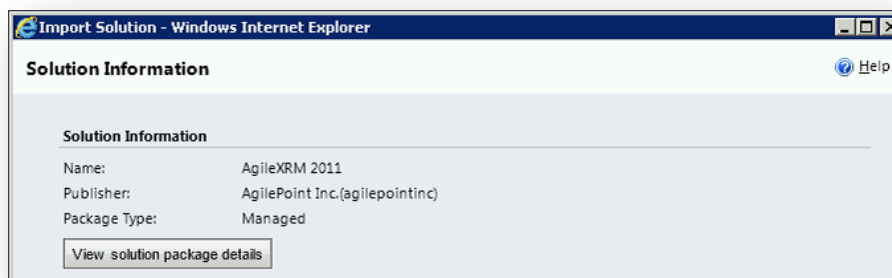 Import Solution - Windows Internet Explorer
Solution Information
Help
Solution Information
Name: AgileXRM 2011
Publisher: AgilePoint Inc.(agilepointinc)
Package Type: Managed
View solution package details